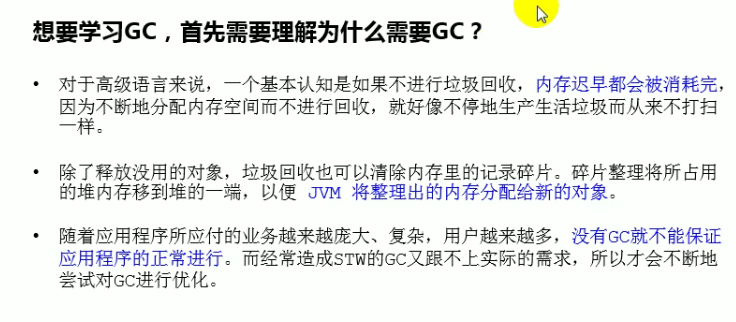 想要学习GC，首先需要理解为什么需要GC？
• 对于高级语言来说，一个基本认知是如果不进行垃圾回收，内存迟早都会被消耗完，
因为不断地分配内存空间而不进行回收，就好像不停地生产生活垃圾而从来不打扫
一样。
• 除了释放没用的对象，垃圾回收也可以清除内存里的记录碎片。碎片整理将所占用
的堆内存移到堆的一端，以便 JVM 将整理出的内存分配给新的对象。
• 随着应用程序所应付的业务越来越庞大、复杂，用户越来越多，没有GC就不能保证
应用程序的正常进行。而经常造成STW的GC又跟不上实际的需求，所以才会不断地
尝试对GC进行优化。